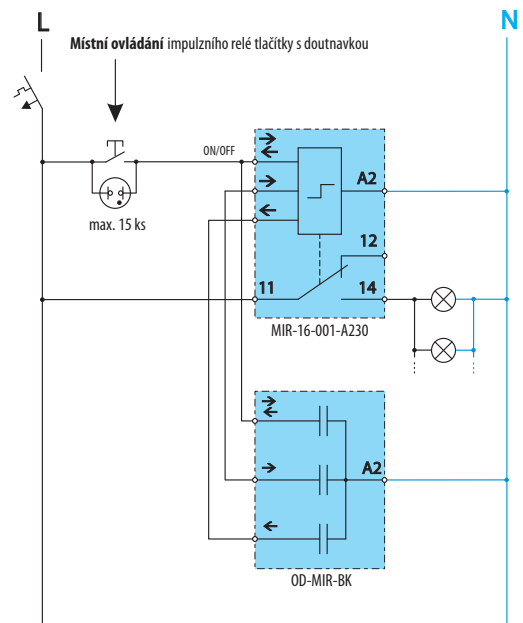 L
N
Místní ovládání impulzního relé tlačítky s doutnavkou
ON/OFF
A2
max. 15 ks
12
11
14
MIR-16-001-A230
A2
OD-MIR-BK